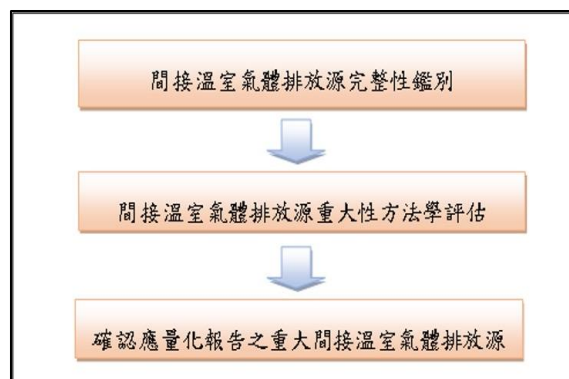 間接溫室氣體排放源完整性鑑別
間接溫室氣體排放源重大性方法學評估
確認應量化報告之重大間接溫室氣體排放源